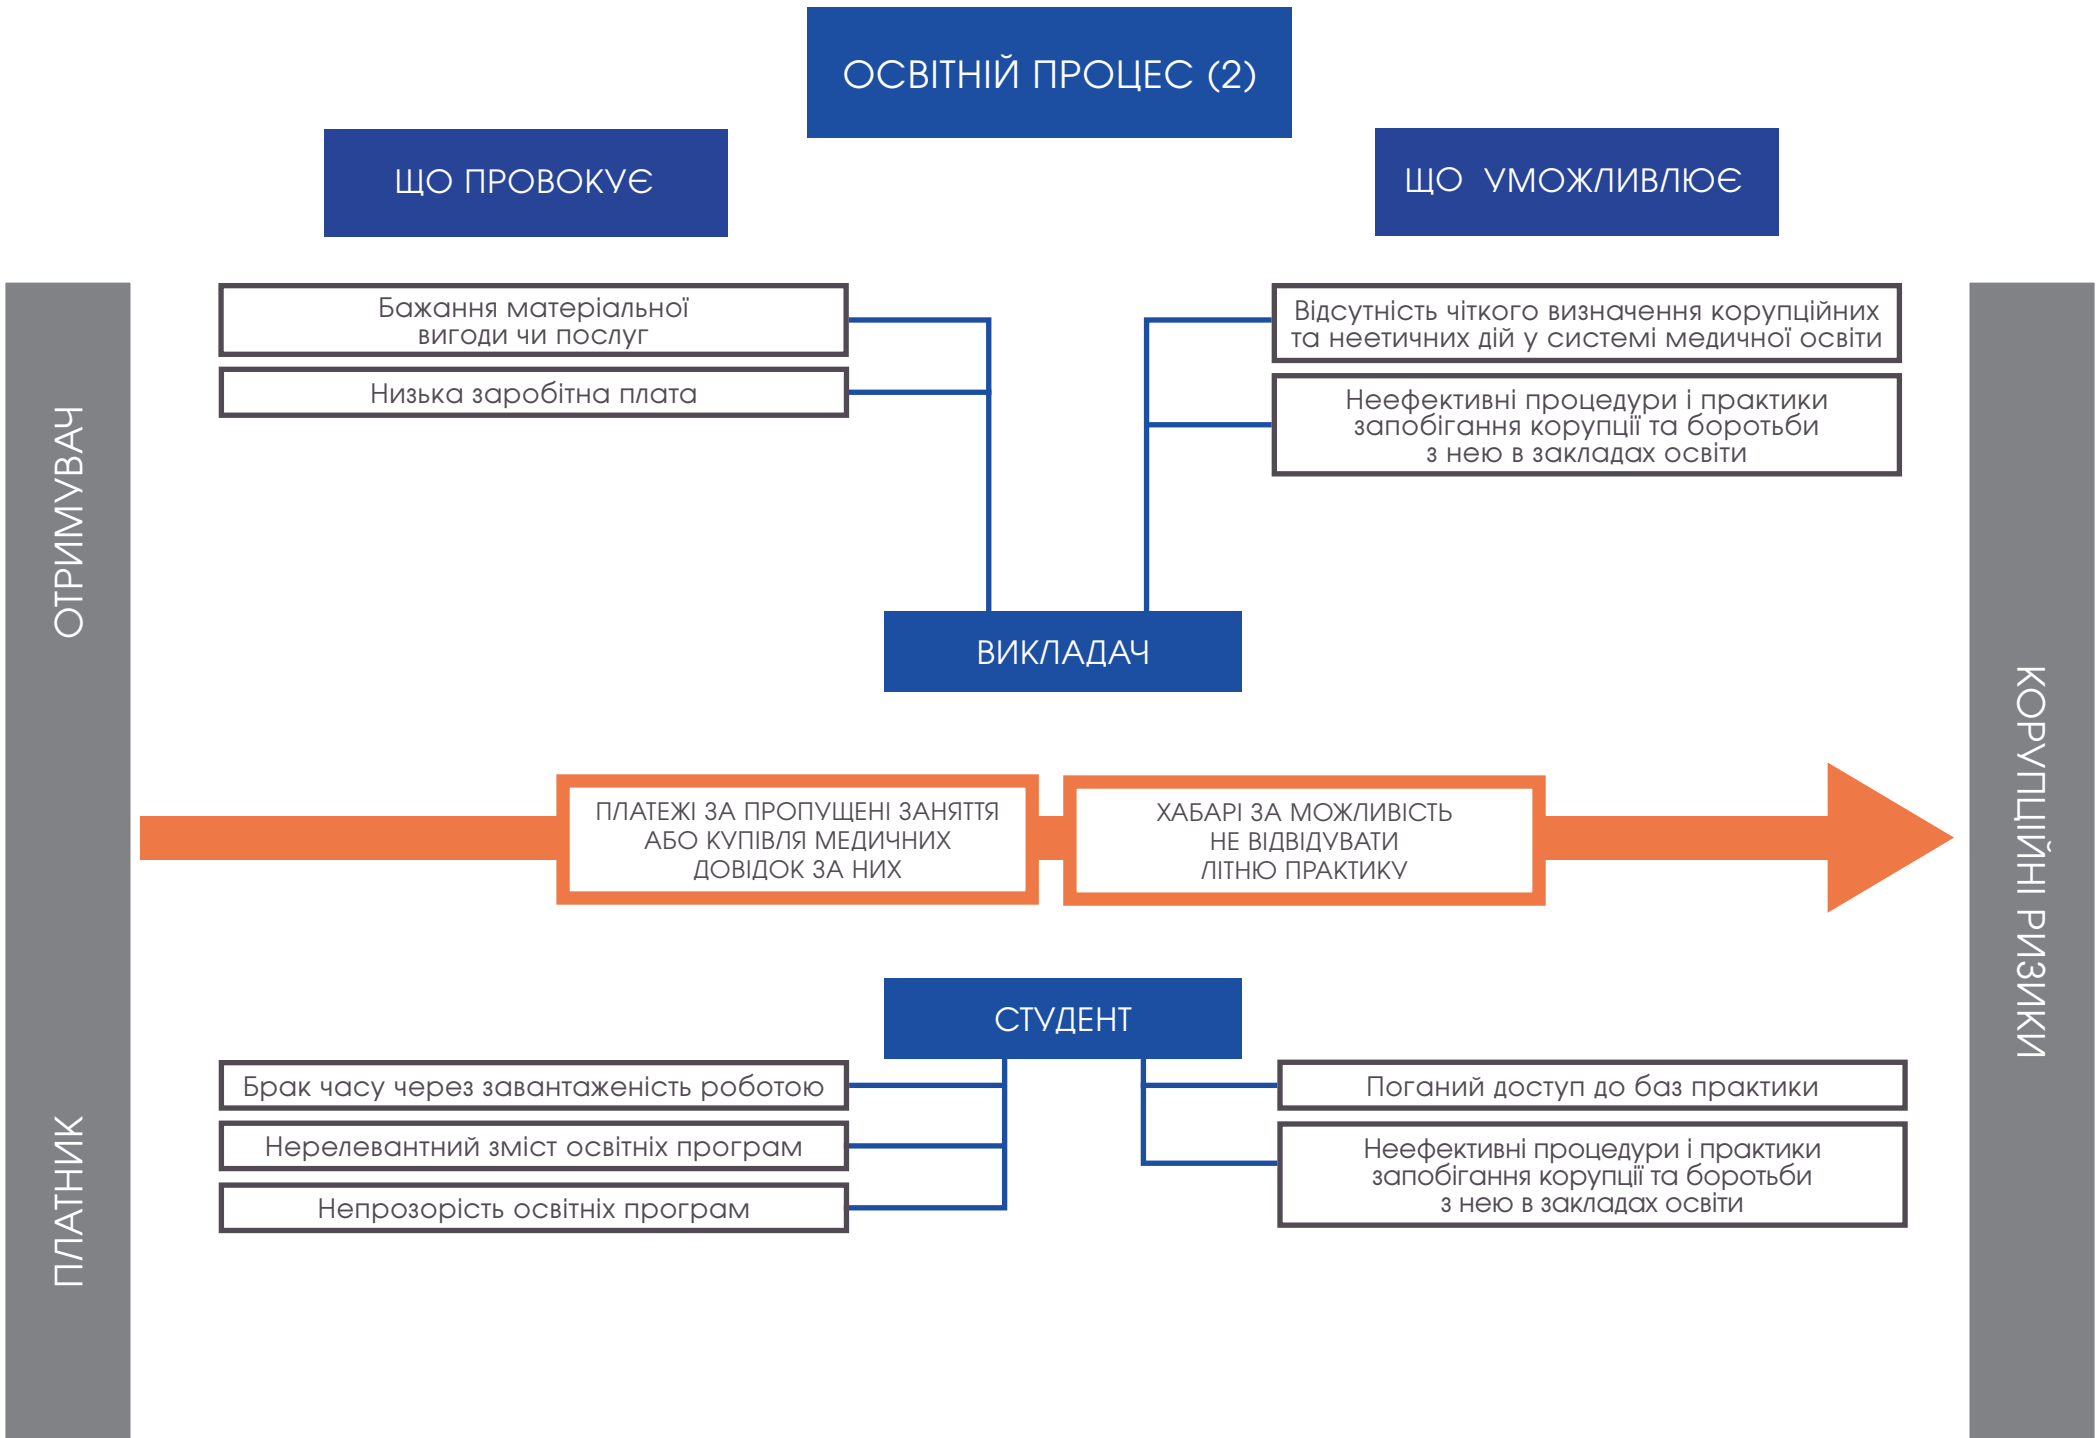 ОСВІТНІЙ ПРОЦЕС (2)
ЩО ПРОВОКУЄ
ЩО УМОЖЛИВЛЮЄ
ОТРИМУВАЧ
Бажання матеріальної
вигоди чи послуг
Низька заробітна плата
Відсутність чіткого визначення корупційних
та неетичних дій у системі медичної освіти
Неефективні процедури і практики
запобігання корупції та боротьби
з нею в закладах освіти
ВИКЛАДАЧ
ПЛАТЕЖІ ЗА ПРОПУЩЕНІ ЗАНЯТТЯ
АБО КУПІВЛЯ МЕДИЧНИХ
ДОВІДОК ЗА НИХ
ХАБАРІ ЗА МОЖЛИВІСТЬ
НЕ ВІДВІДУВАТИ
ЛІТНЮ ПРАКТИКУ
КОРУПЦІЙНІ РИЗИКИ
СТУДЕНТ
ПЛАТНИК
Брак часу через завантаженість роботою
Нерелевантний зміст освітніх програм
Непрозорість освітніх програм
Поганий доступ до баз практики
Неефективні процедури і практики
запобігання корупції та боротьби
з нею в закладах освіти